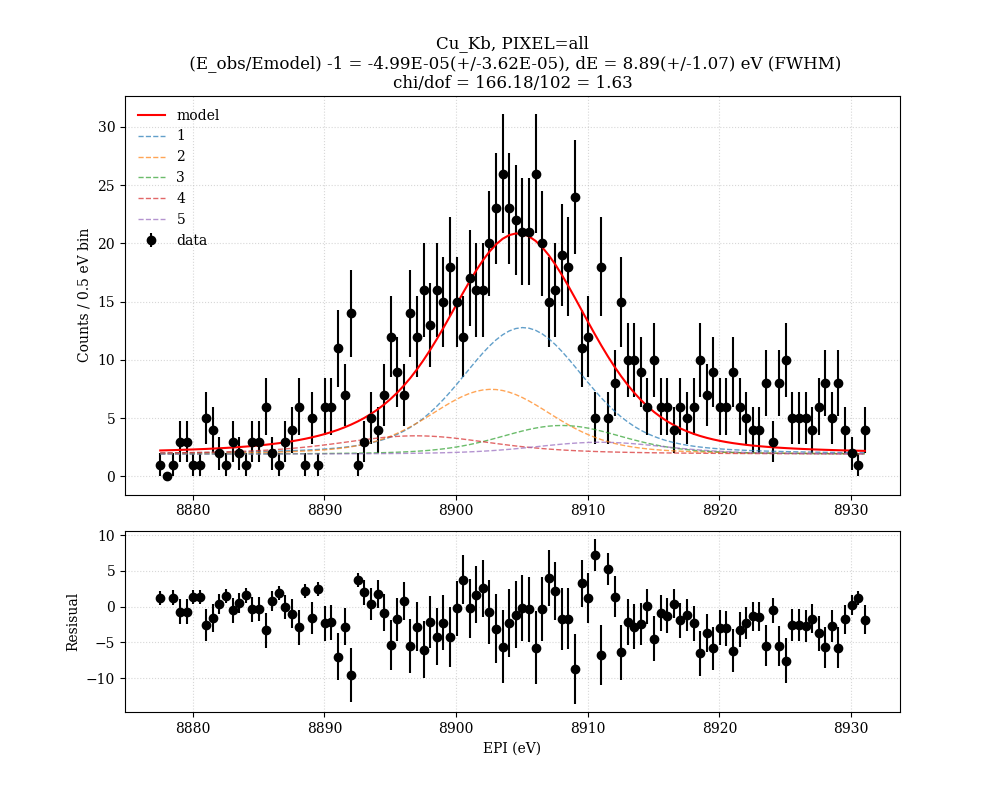 Cu_Kb, PIXEL=all
(E_obs/Emodel) -1 = -4.99E-05(+/-3.62E-05), dE = 8.89(+/-1.07) eV (FWHM)
chi/dof = 166.18/102 = 1.63
model
1
2
3
4
5
data
Counts / 0.5 eV bin
30
25
20
15
10
5
0
8880 8890 8900 8910 8920 8930
Resisual
10
5
0
−5
−10
8880 8890 8900 8910 8920 8930
EPI (eV)